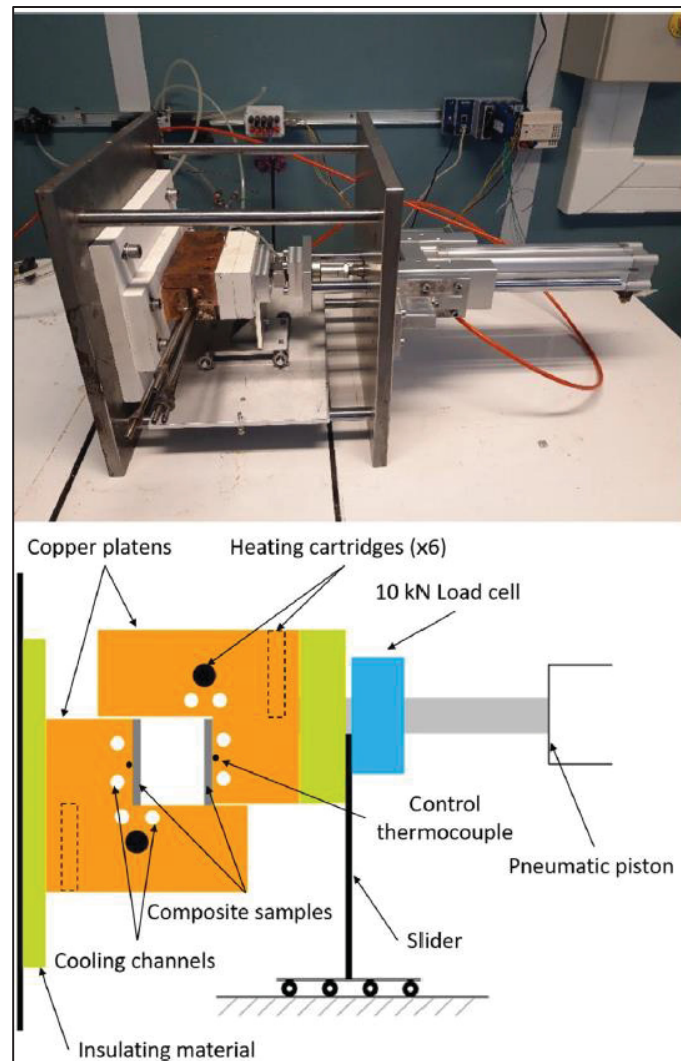 Copper platens
Heating cartridges (x6)
10 kN Load cell
Control
thermocouple
Pneumatic piston
Composite samples
Slider
Cooling channels
Insulating material